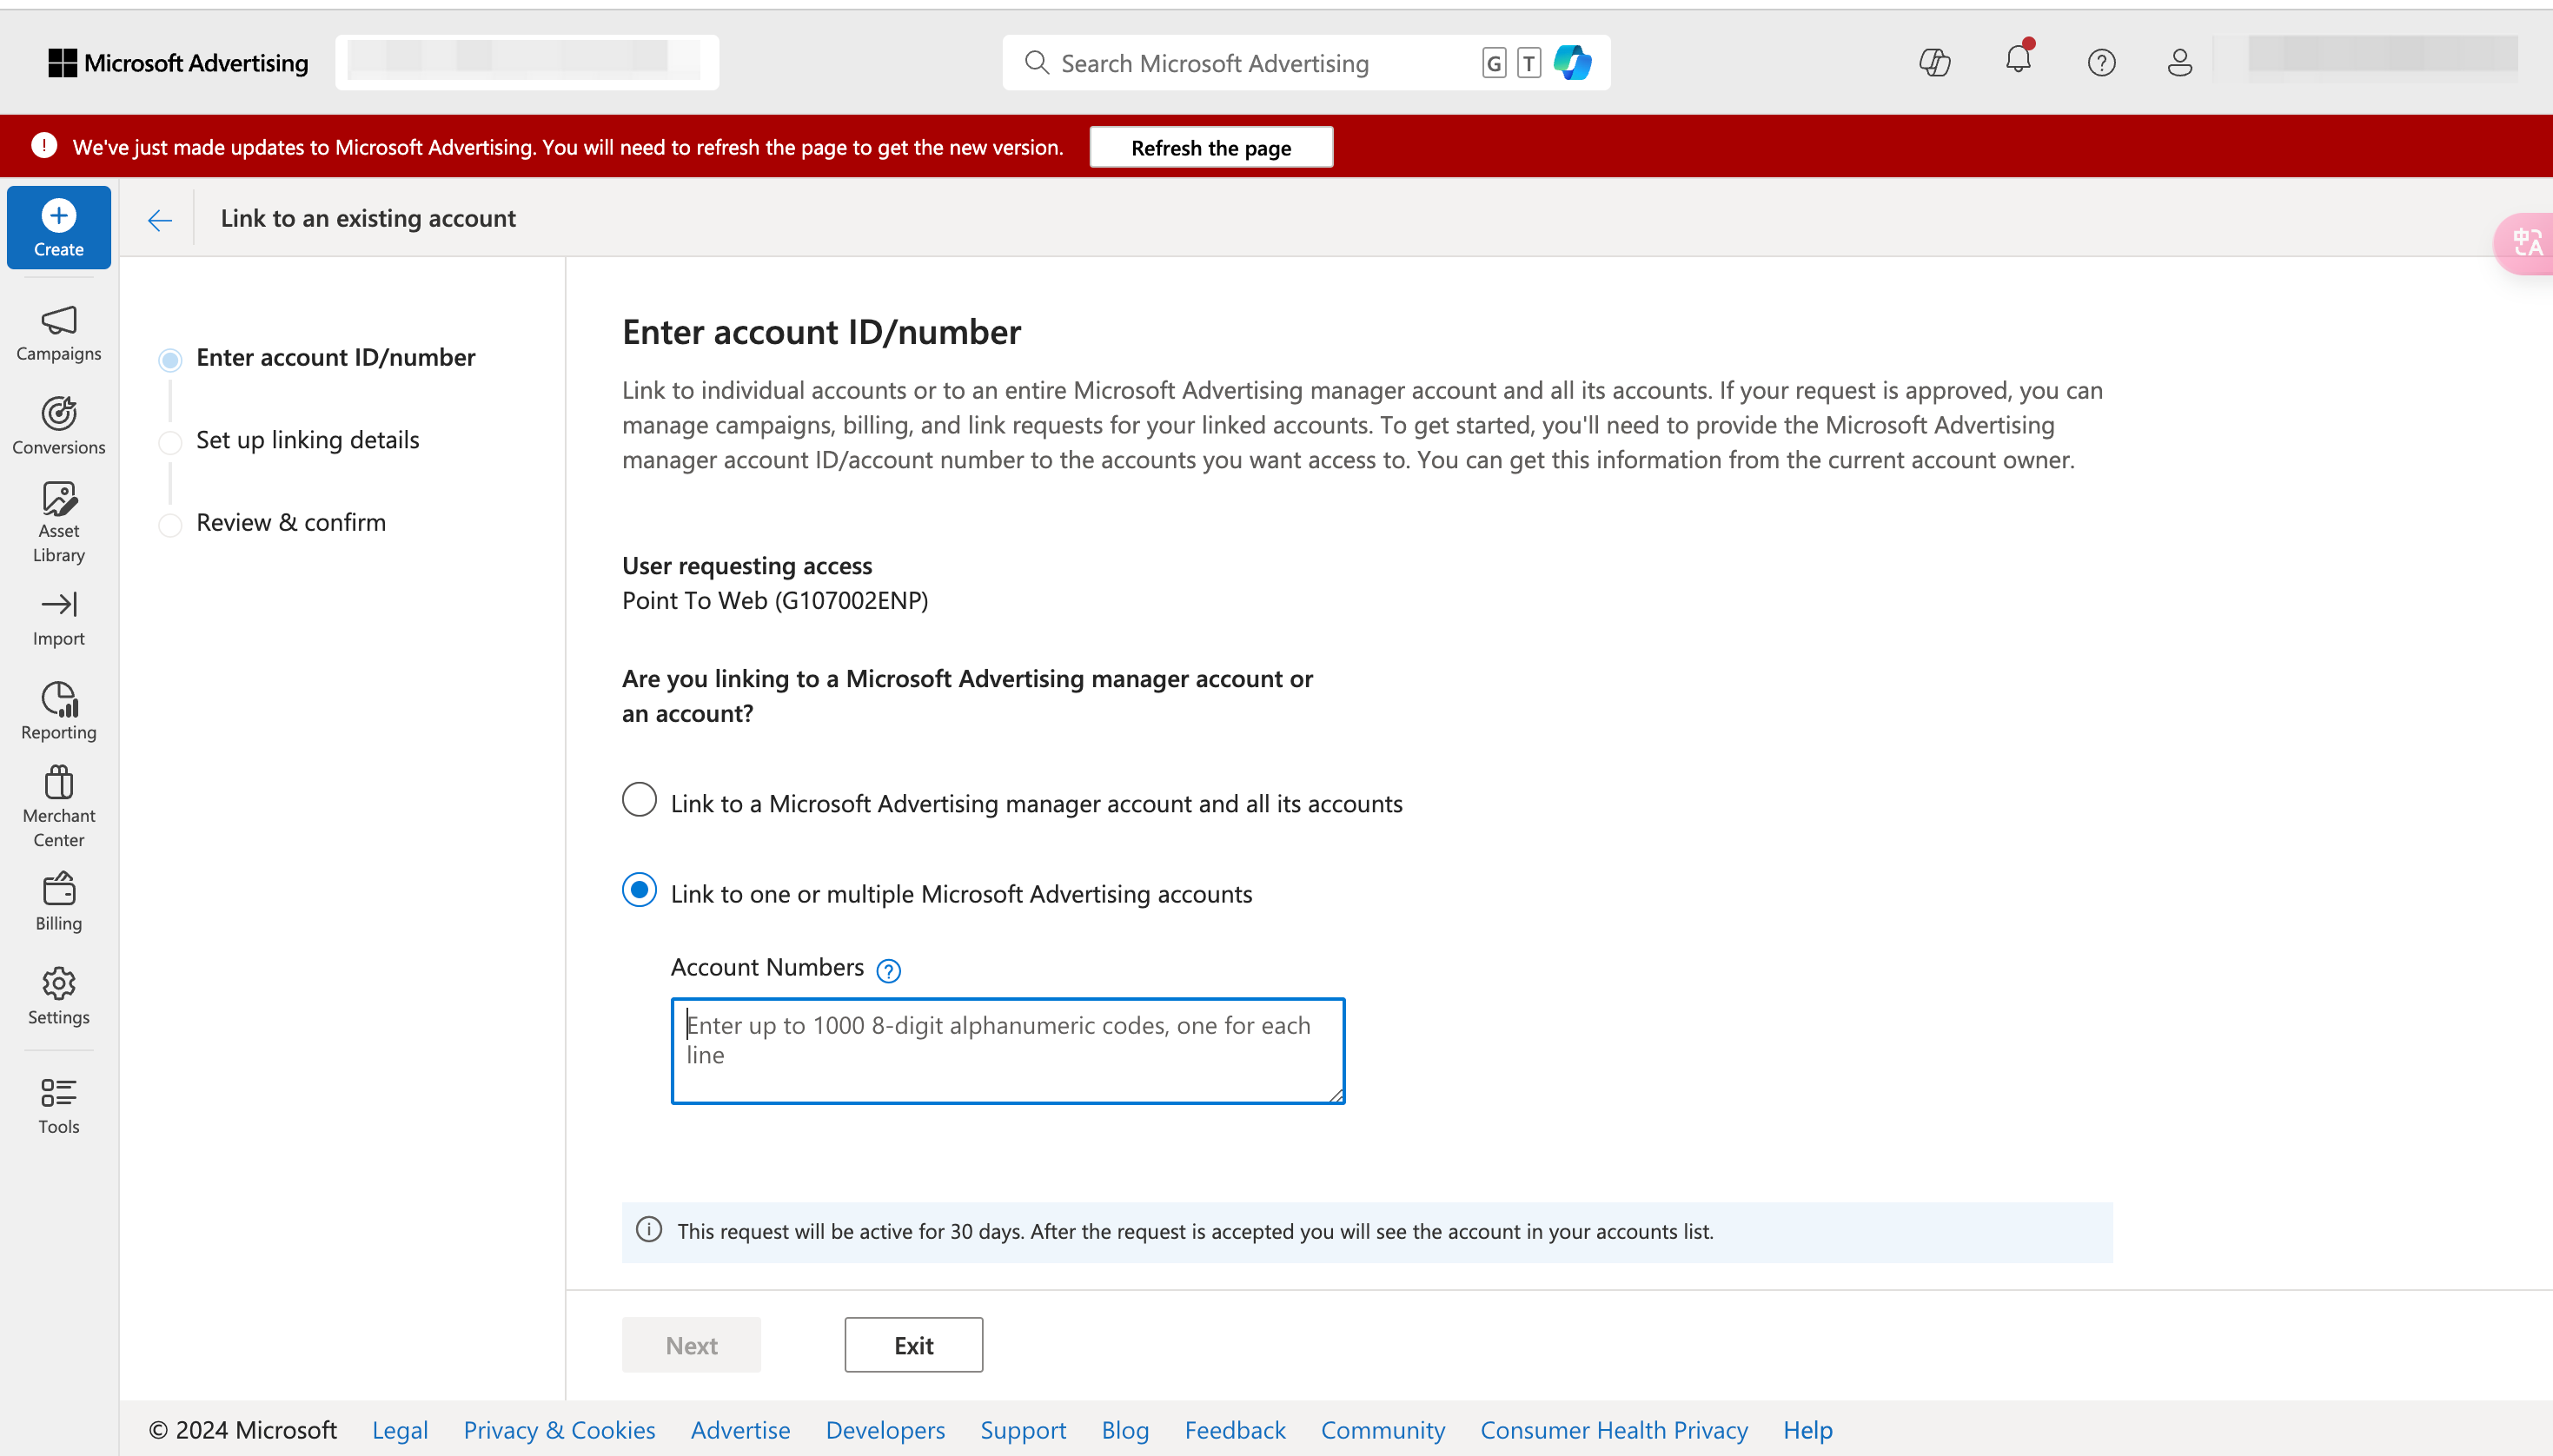 Microsoft Advertising
Search Microsoft Advertising
G T
We've just made updates to Microsoft Advertising. You will need to refresh the page to get the new version.
Refresh the page
Create
Link to an existing account
Campaigns
Conversions
Asset
Library
Import
Reporting
Merchant
Center
Billing
Settings
Tools
Enter account ID/number
Set up linking details
Review & confirm
Enter account ID/number
Link to individual accounts or to an entire Microsoft Advertising manager account and all its accounts. If your request is approved, you can
manage campaigns, billing, and link requests for your linked accounts. To get started, you'll need to provide the Microsoft Advertising
manager account ID/account number to the accounts you want access to. You can get this information from the current account owner.
User requesting access
Point To Web (G107002ENP)
Are you linking to a Microsoft Advertising manager account or
an account?
Link to a Microsoft Advertising manager account and all its accounts
Link to one or multiple Microsoft Advertising accounts
Account Numbers
Enter up to 1000 8-digit alphanumeric codes, one for each
line
This request will be active for 30 days. After the request is accepted you will see the account in your accounts list.
Next
Exit
© 2024 Microsoft Legal Privacy & Cookies Advertise Developers Support Blog Feedback Community Consumer Health Privacy Help